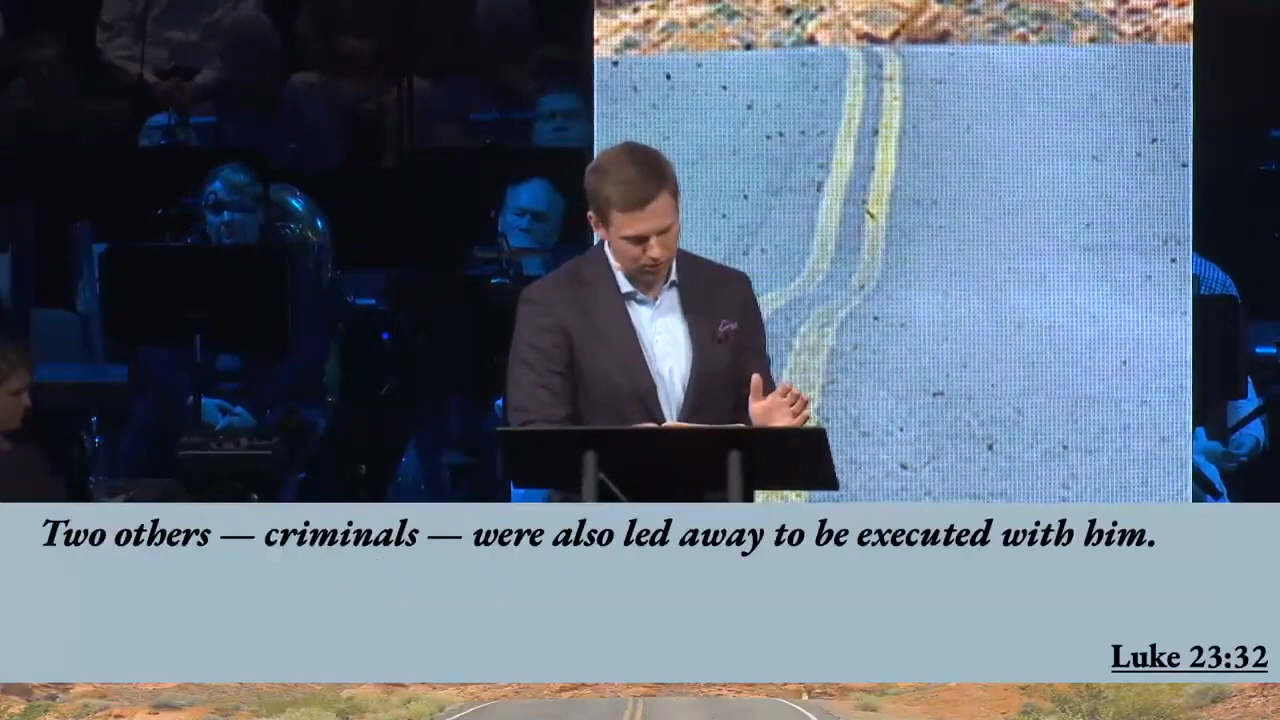 Two others — criminals — were also led away to be executed with him.
Luke 23:32